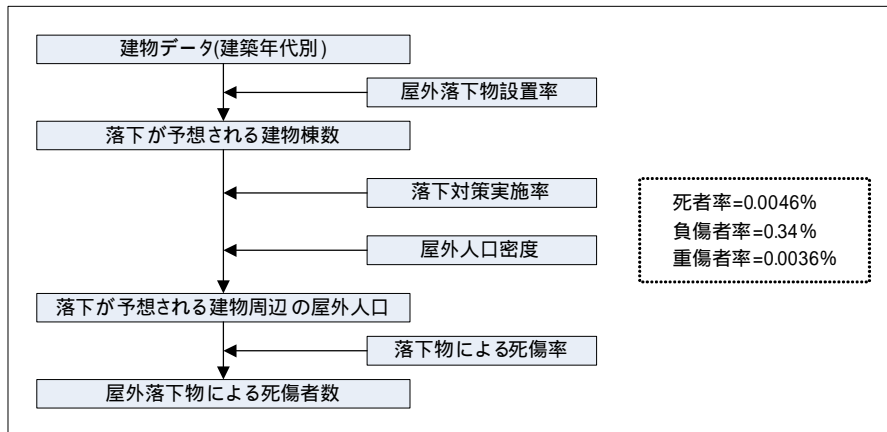 建物データ(建築年代別)
屋外落下物設置率
落下が予想される建物棟数
落下対策実施率
屋外人口密度
落下が予想される建物周辺の屋外人口
落下物による死傷率
屋外落下物による死傷者数
死者率=0.0046%
負傷者率=0.34%
重傷者率=0.0036%